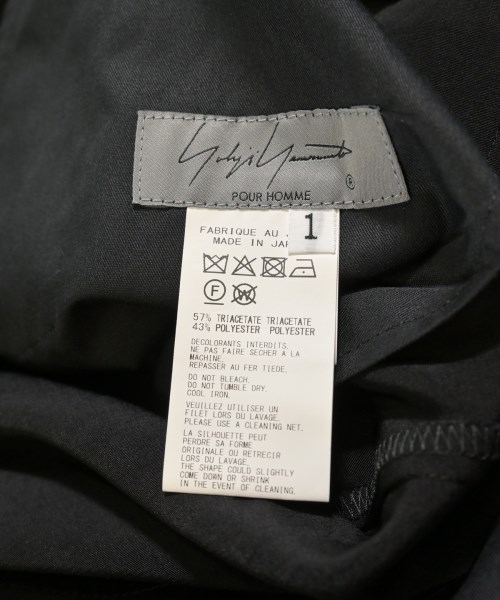 Yohji Yamamoto
®
POUR HOMME
1
FABRIQUE AU
MADE IN JAP
F
W
57% TRIACETATE TRIACETATE
43% POLYESTER POLYESTER
DECOLORANTS INTERDITS.
NE PAS FAIRE SECHER A LA
MACHINE.
REPASSER AU FER TIEDE.
DO NOT BLEACH.
DO NOT TUMBLE DRY.
COOL IRON.
VEUILLEZ UTILISER UN
FILET LORS DU LAVAGE.
PLEASE USE A CLEANING NET.
LA SILHOUETTE PEUT
PERDRE SA FORME
ORIGINALE OU RETRECIR
LORS DU LAVAGE.
THE SHAPE COULD SLIGHTLY
COME DOWN OR SHRINK
IN THE EVENT OF CLEANING.